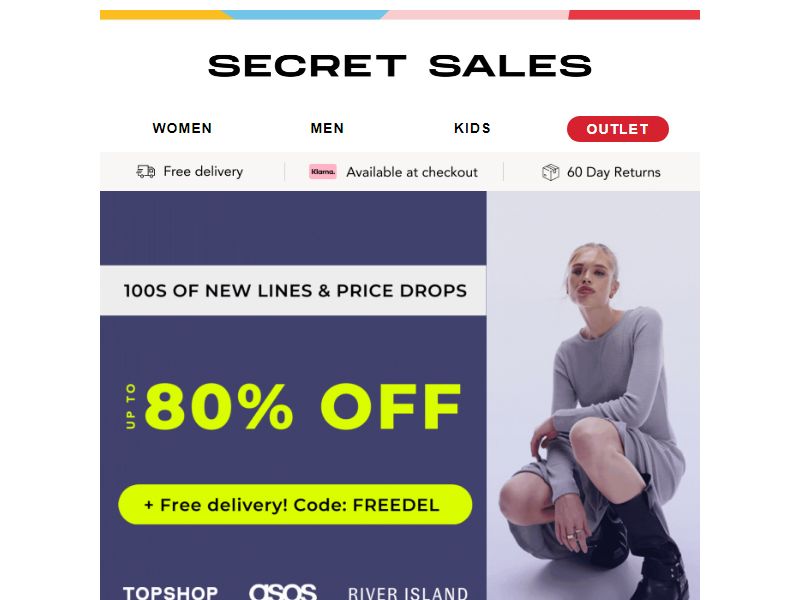 SECRET SALES
WOMEN MEN KIDS OUTLET
Free delivery Klarna. Available at checkout 60 Day Returns
100S OF NEW LINES & PRICE DROPS
UP TO 80% OFF
+ Free delivery! Code: FREEDEL
TOPSHOP asos RIVER ISLAND